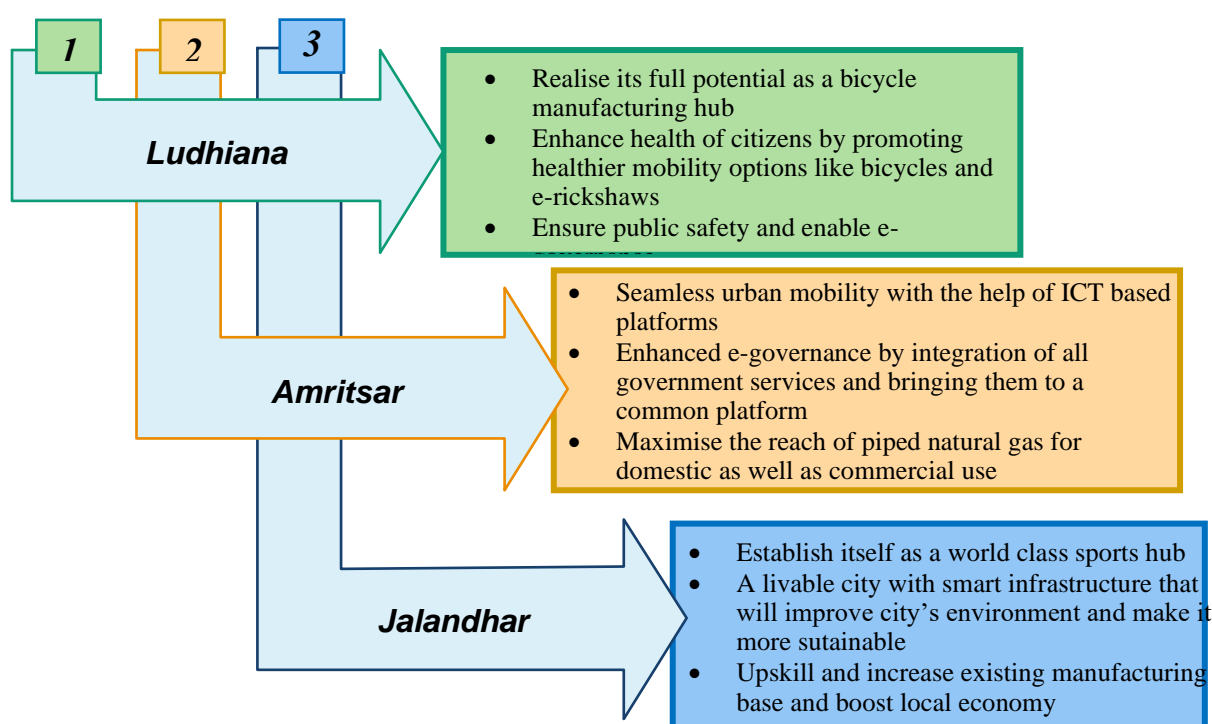 1
2
3
Ludhiana
• Realise its full potential as a bicycle
manufacturing hub
• Enhance health of citizens by promoting
healthier mobility options like bicycles and
e-rickshaws
• Ensure public safety and enable e-
Amritsar
• Seamless urban mobility with the help of ICT based
platforms
• Enhanced e-governance by integration of all
government services and bringing them to a
common platform
• Maximise the reach of piped natural gas for
domestic as well as commercial use
Jalandhar
• Establish itself as a world class sports hub
• A livable city with smart infrastructure that
will improve city’s environment and make it
more sutainable
• Upskill and increase existing manufacturing
base and boost local economy